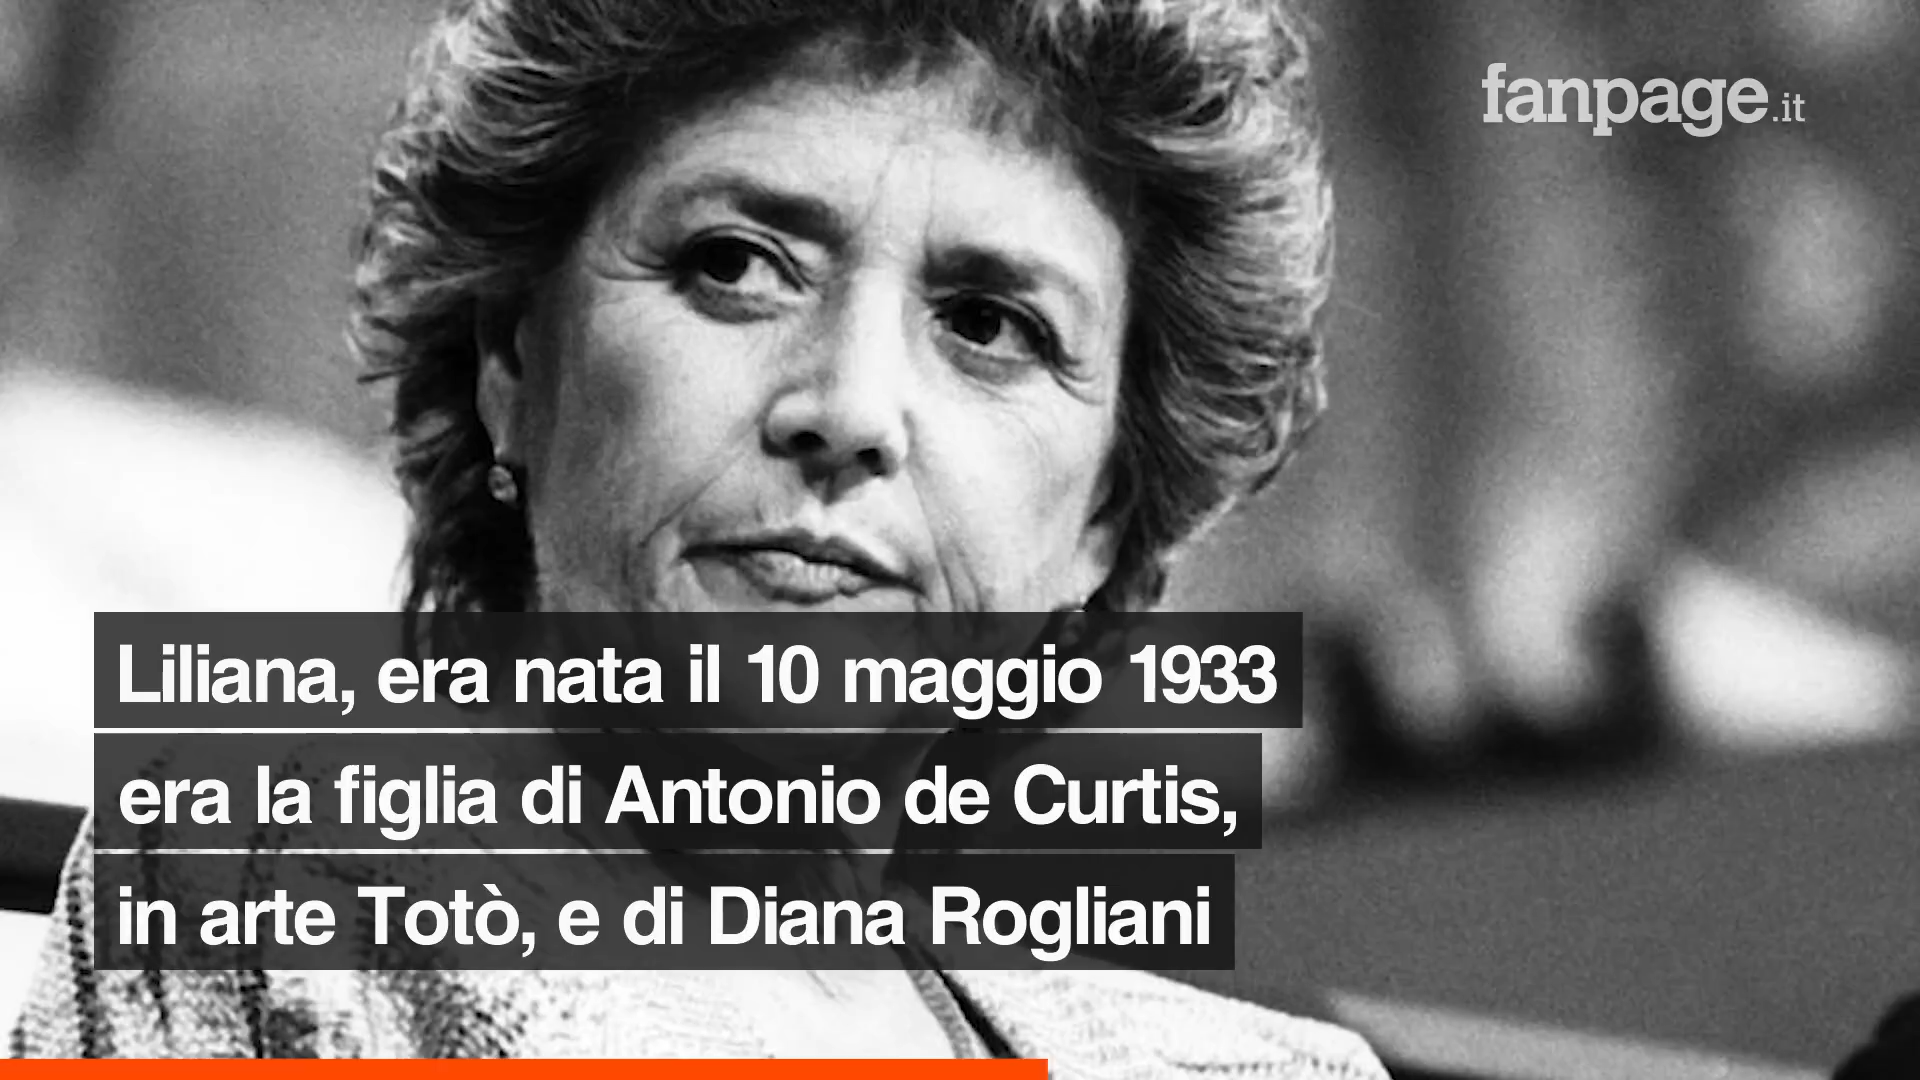 fanpage.it
Liliana, era nata il 10 maggio 1933
era la figlia di Antonio de Curtis,
in arte Totò, e di Diana Rogliani